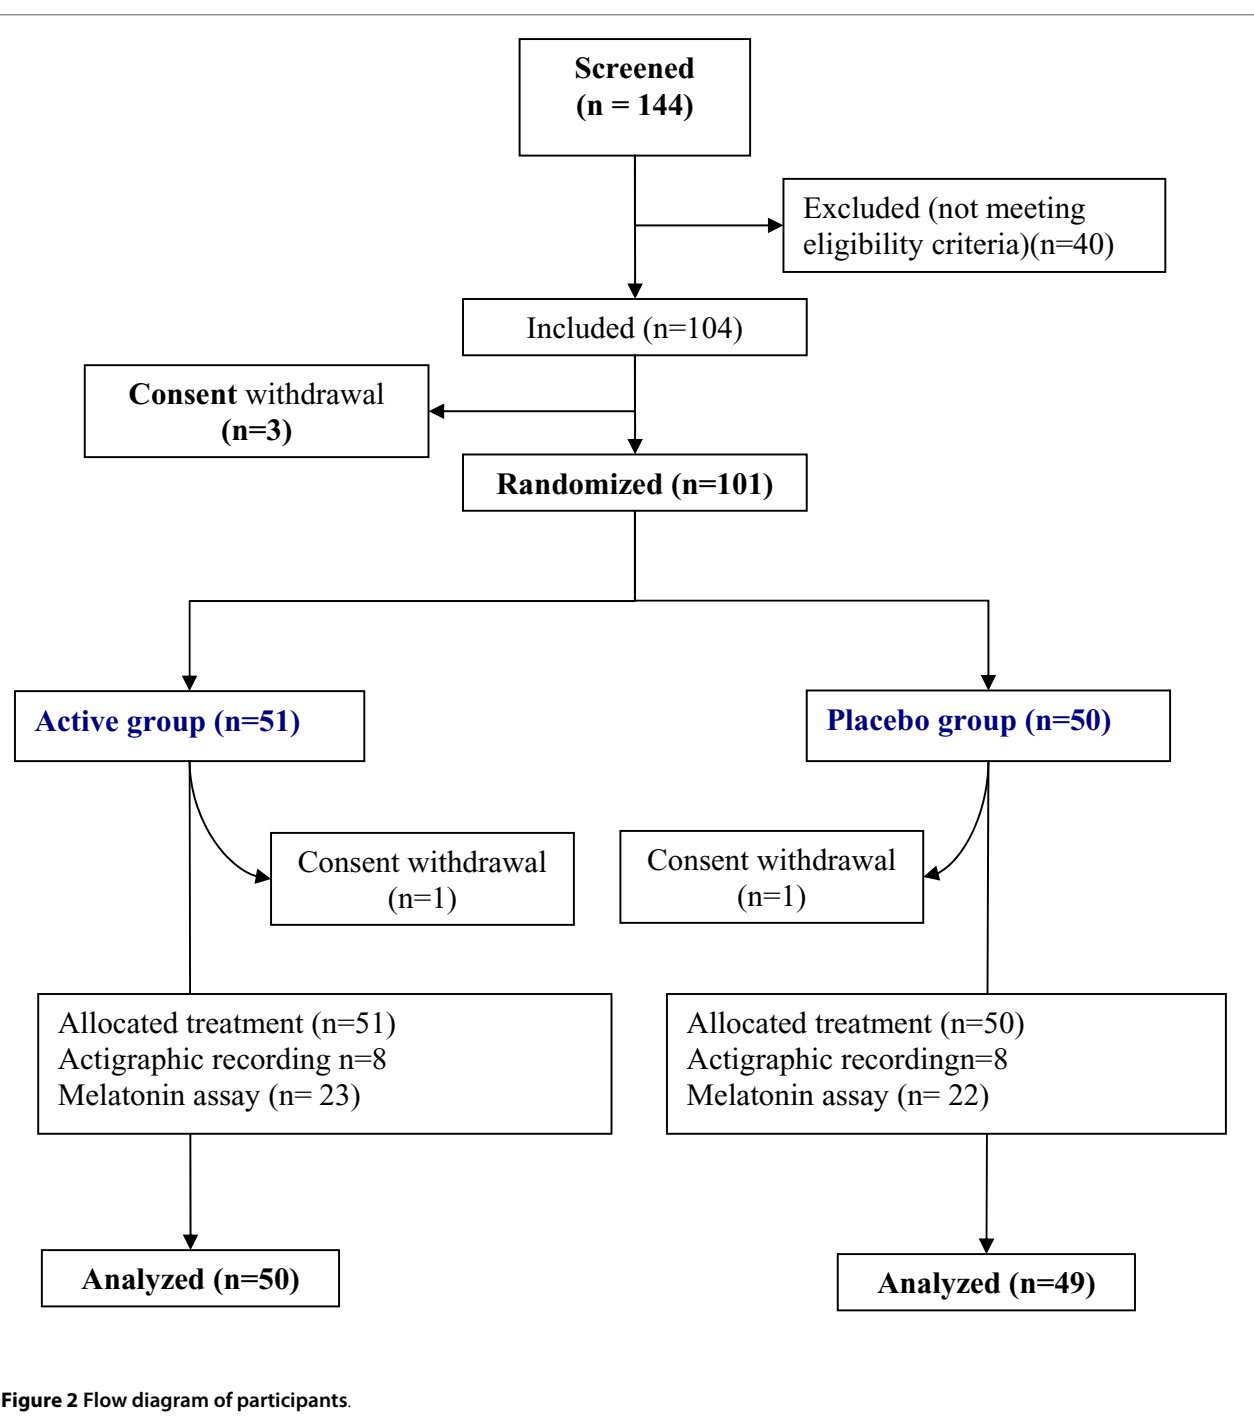 Screened
(n = 144)
Excluded (not meeting
eligibility criteria)(n=40)
Included (n=104)
Consent withdrawal
(n=3)
Randomized (n=101)
Active group (n=51)
Placebo group (n=50)
Consent withdrawal
(n=1)
Consent withdrawal
(n=1)
Allocated treatment (n=51)
Actigraphic recording n=8
Melatonin assay (n= 23)
Allocated treatment (n=50)
Actigraphic recordingn=8
Melatonin assay (n= 22)
Analyzed (n=50)
Analyzed (n=49)
Figure 2 Flow diagram of participants.